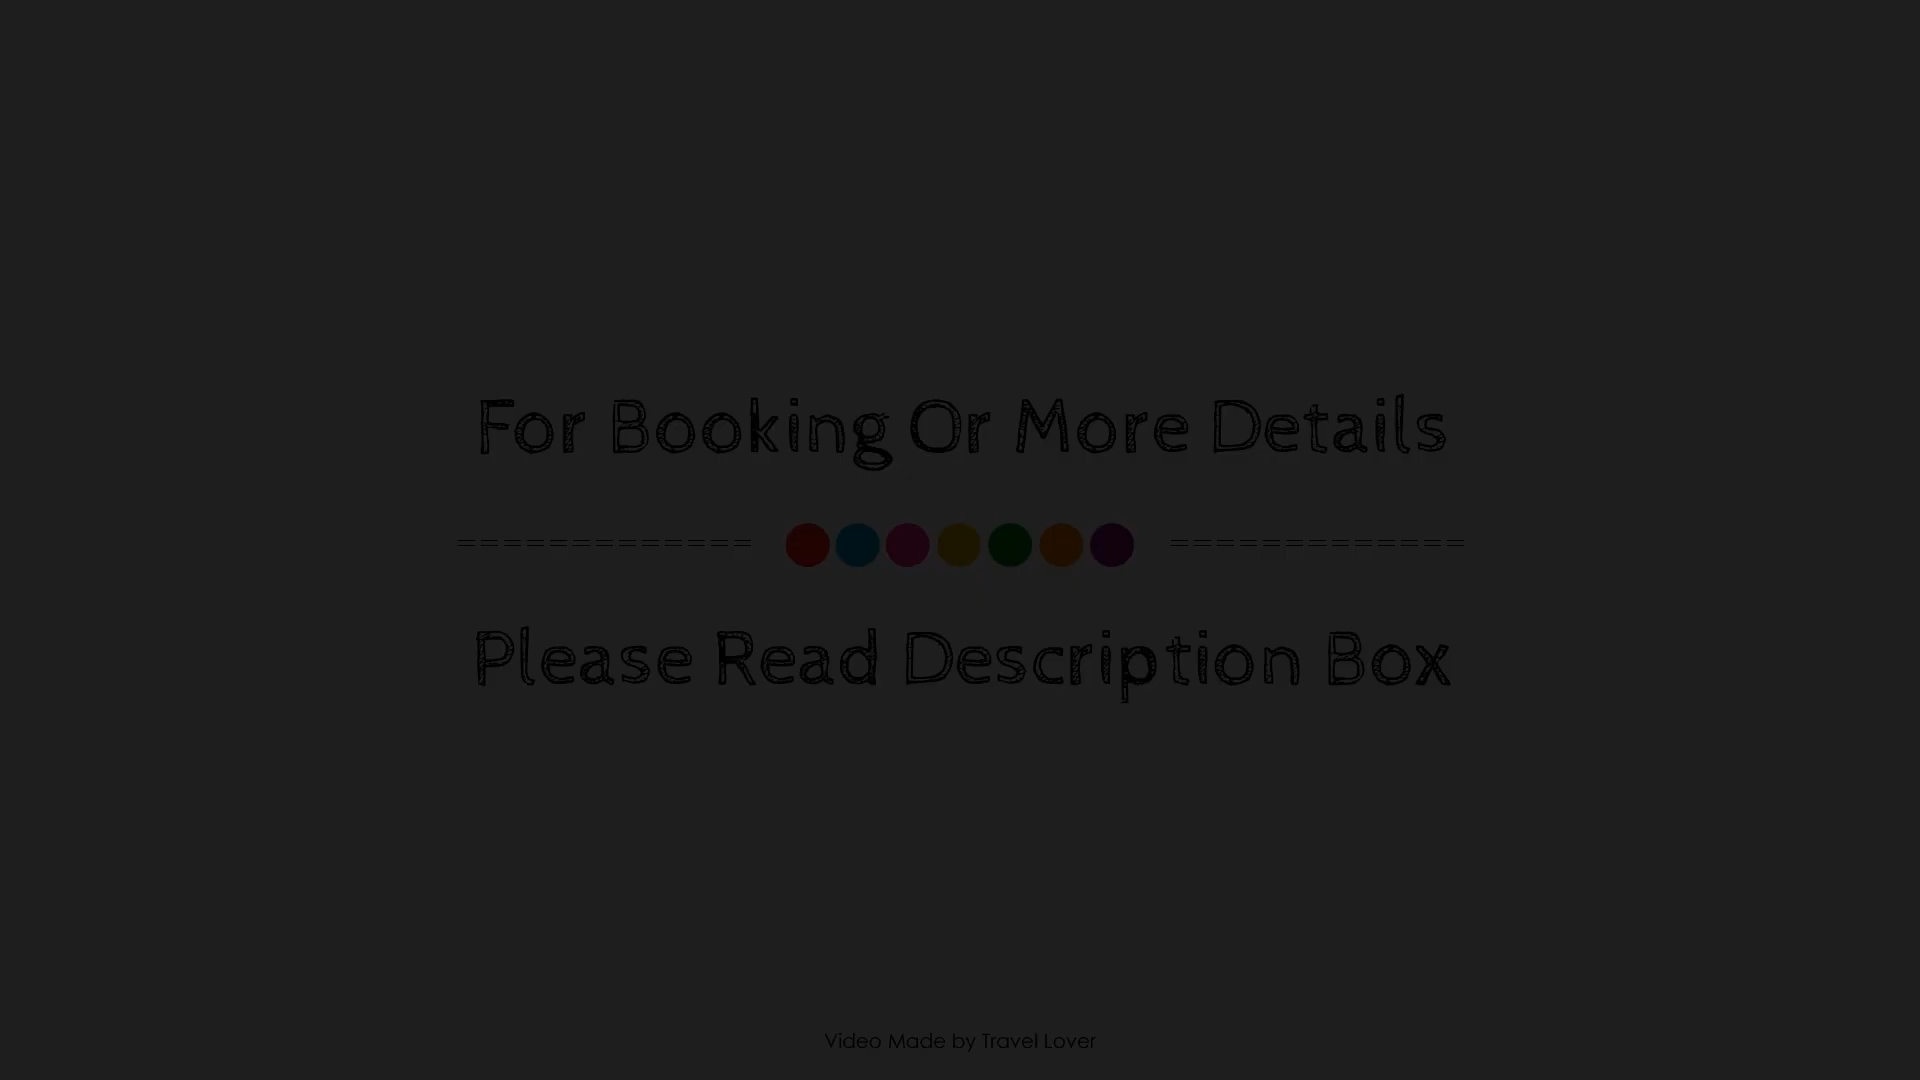 For Booking Or More Details
============= =============
Please Read Description Box
Video Made by Travel Lover